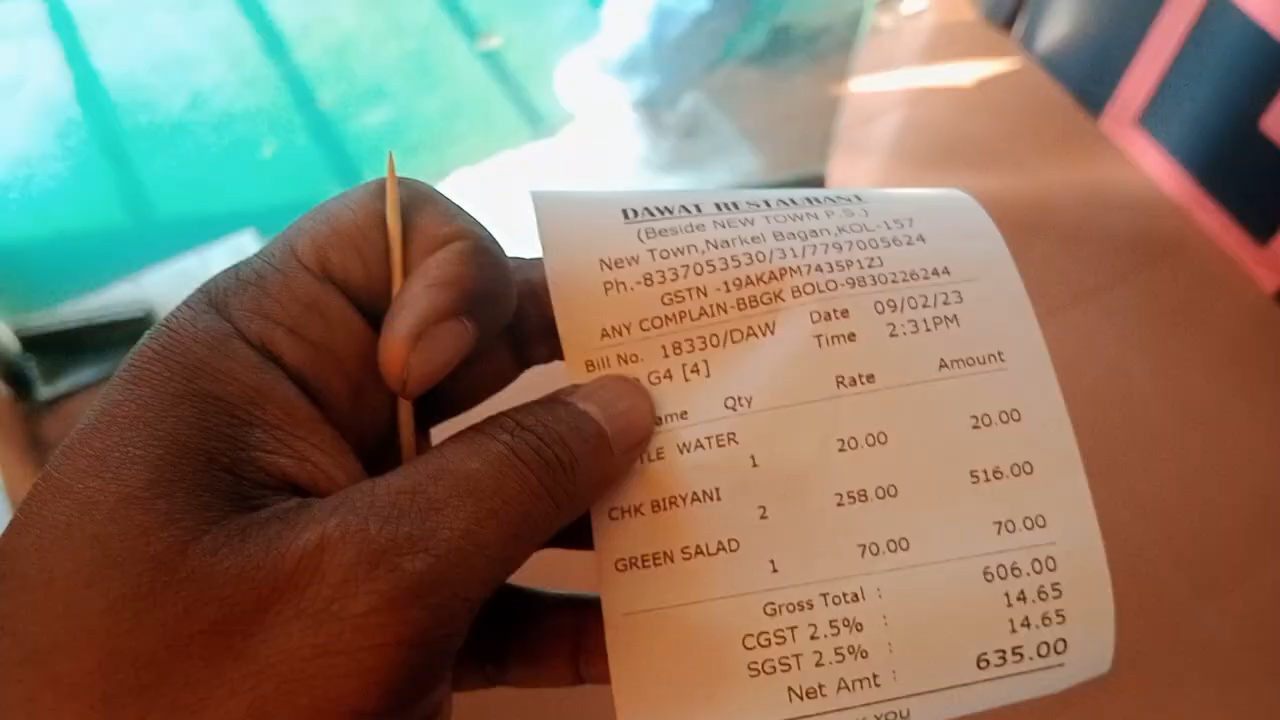 DAWAT RESTAURANT
(Beside NEW TOWN P.S.)
New Town,Narkel Bagan,KOL-157
Ph.-8337053530/31/7797005624
GSTN -19AKAPM7435P1ZJ
ANY COMPLAIN-BBGK BOLO-9830226244
Bill No. 18330/DAW Date 09/02/23
G4 [4] Time 2:31PM
ame Qty Rate Amount
TLE WATER 1 20.00 20.00
CHK BIRYANI 2 258.00 516.00
GREEN SALAD 1 70.00 70.00
Gross Total : 606.00
CGST 2.5% : 14.65
SGST 2.5% : 14.65
Net Amt : 635.00
YOU